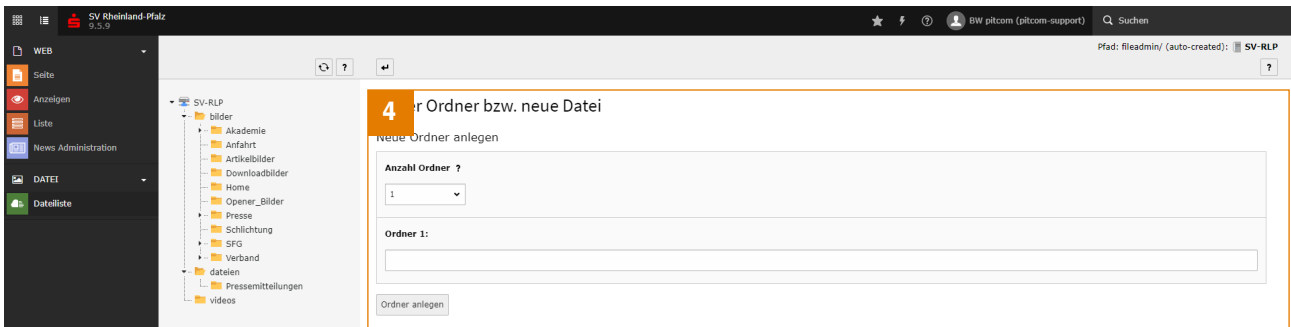 SV Rheinland-Pfalz
9.5.9
BW pitcom (pitcom-support)
Suchen
Pfad: fileadmin/ (auto-created): SV-RLP
WEB
Seite
Anzeigen
Liste
News Administration
DATEI
Dateiliste
?
?
SV-RLP
bilder
Akademie
Anfahrt
Artikelbilder
Downloadbilder
Home
Opener_Bilder
Presse
Schlichtung
SFG
Verband
dateien
Pressemitteilungen
videos
4
r Ordner bzw. neue Datei
Neue Ordner anlegen
Anzahl Ordner ?
1
Ordner 1:
Ordner anlegen